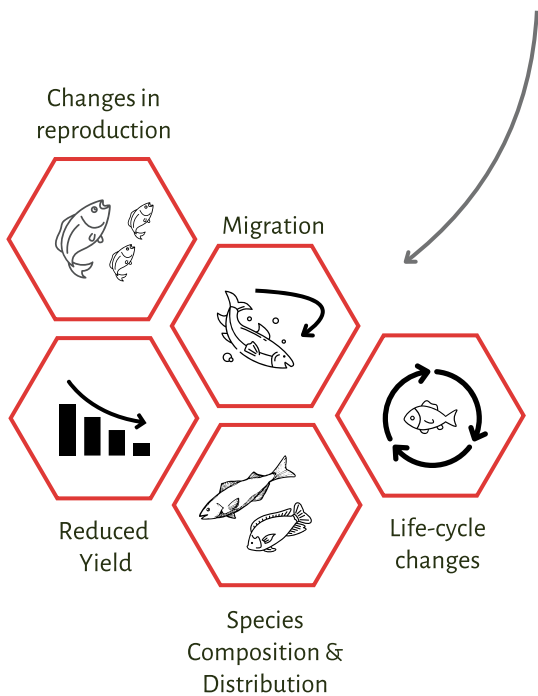 Changes in
reproduction
Migration
Reduced
Yield
Life-cycle
changes
Species
Composition &
Distribution